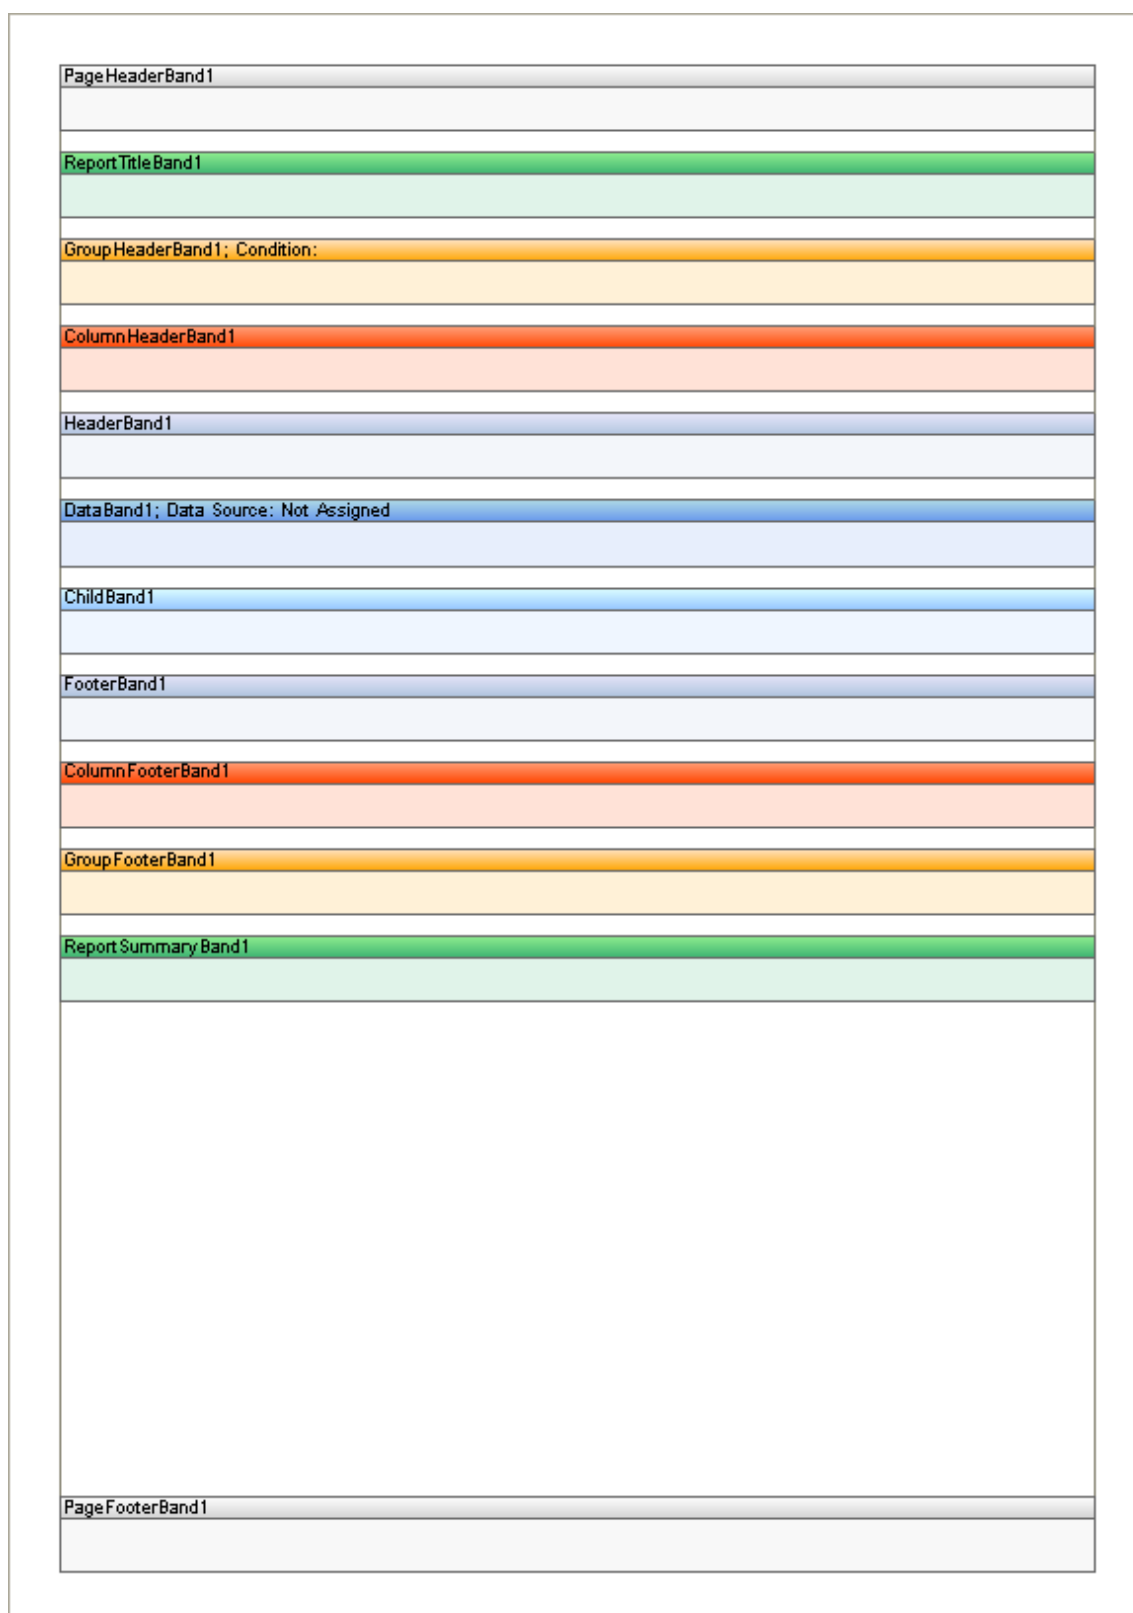 PageHeaderBand1
ReportTitleBand1
GroupHeaderBand1; Condition:
ColumnHeaderBand1
HeaderBand1
DataBand1; Data Source: Not Assigned
ChildBand1
FooterBand1
ColumnFooterBand1
GroupFooterBand1
ReportSummaryBand1
PageFooterBand1